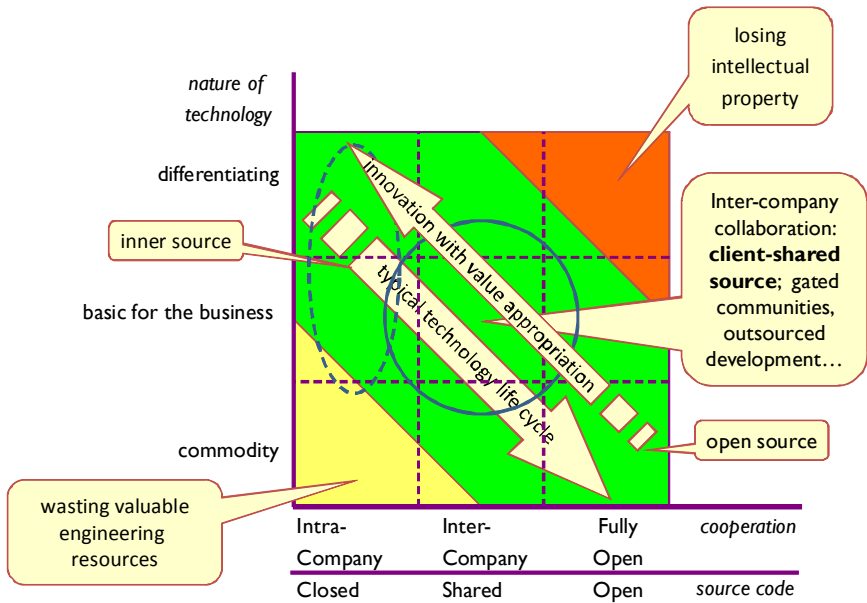 losing
intellectual
property
nature of
technology
differentiating
innovation with value appropriation
Inter-company
collaboration:
client-shared
source; gated
communities,
outsourced
development…
inner source
typical technology life cycle
basic for the business
commodity
open source
wasting valuable
engineering
resources
Intra-
Company
Inter-
Company
Fully
Open
cooperation
Closed
Shared
Open
source code